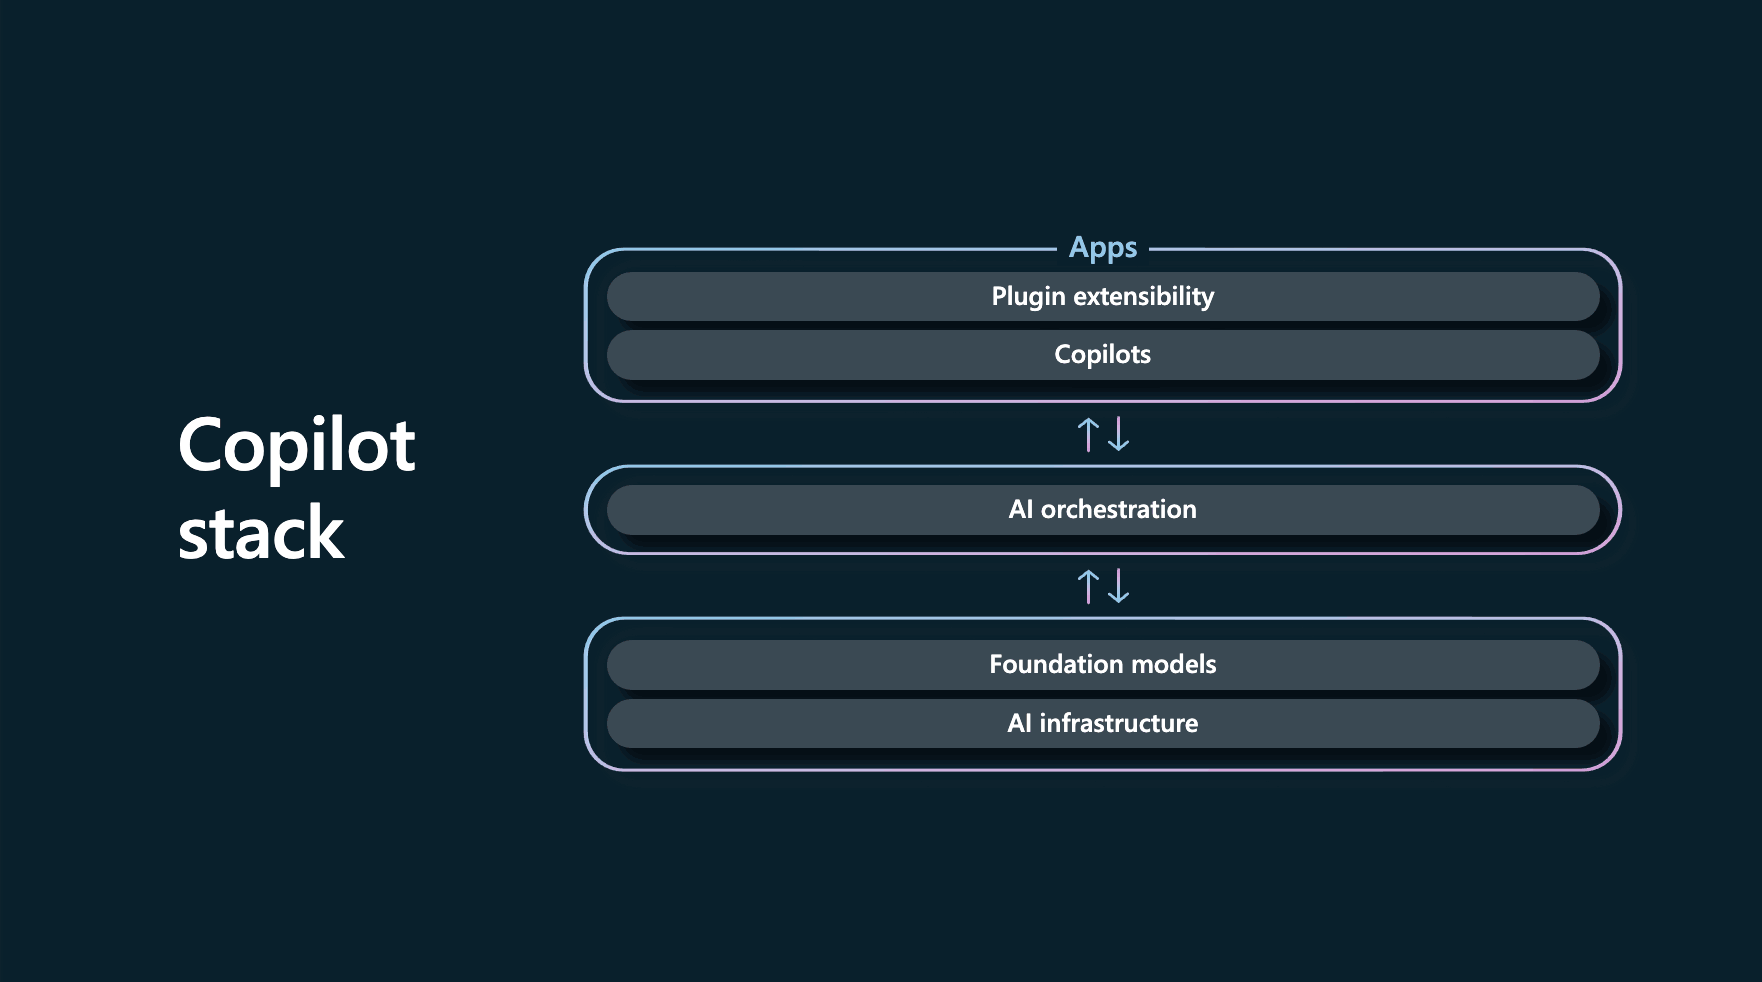 Copilot
stack
Apps
Plugin extensibility
Copilots
AI orchestration
Foundation models
AI infrastructure